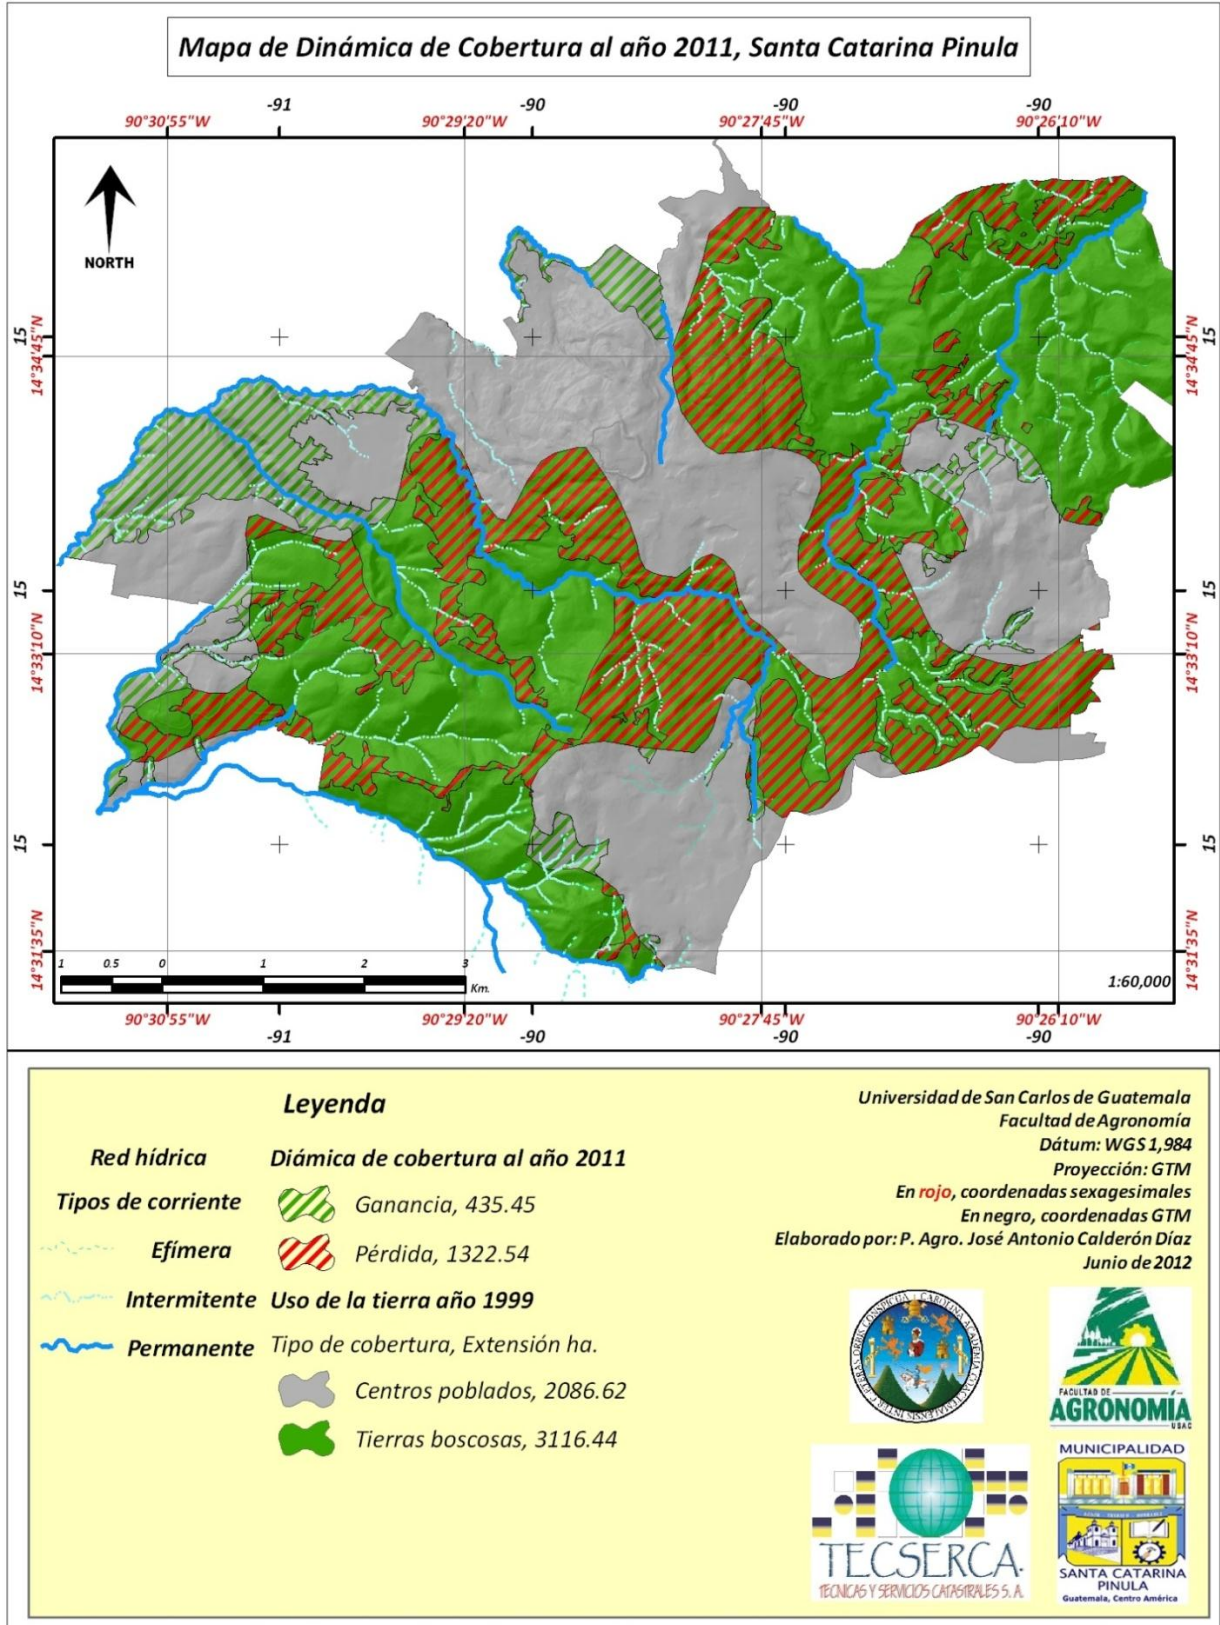 Mapa de Dinámica de Cobertura al año 2011, Santa Catarina Pinula
-91 -90 -90 -90
90°30'55"W 90°29'20"W 90°27'45"W 90°26'10"W
NORTH
15 15
14°34'45"N 14°34'45"N
15 15
14°33'10"N 14°33'10"N
15 15
14°31'35"N 14°31'35"N
1 0.5 0 1 2 3
Km.
1:60,000
90°30'55"W 90°29'20"W 90°27'45"W 90°26'10"W
-91 -90 -90 -90
Leyenda
Red hídrica
Tipos de corriente
Efímera
Intermitente
Permanente
Diámica de cobertura al año 2011
Ganancia, 435.45
Pérdida, 1322.54
Uso de la tierra año 1999
Tipo de cobertura, Extensión ha.
Centros poblados, 2086.62
Tierras boscosas, 3116.44
Universidad de San Carlos de Guatemala
Facultad de Agronomía
Dátum: WGS 1,984
Proyección: GTM
En rojo, coordenadas sexagesimales
En negro, coordenadas GTM
Elaborado por: P. Agro. José Antonio Calderón Díaz
Junio de 2012
FACULTAD DE
AGRONOMÍA
USAC
TECSERCA.
TECNICAS Y SERVICIOS CATASTRALES S. A.
MUNICIPALIDAD
SANTA CATARINA
PINULA
Guatemala, Centro América